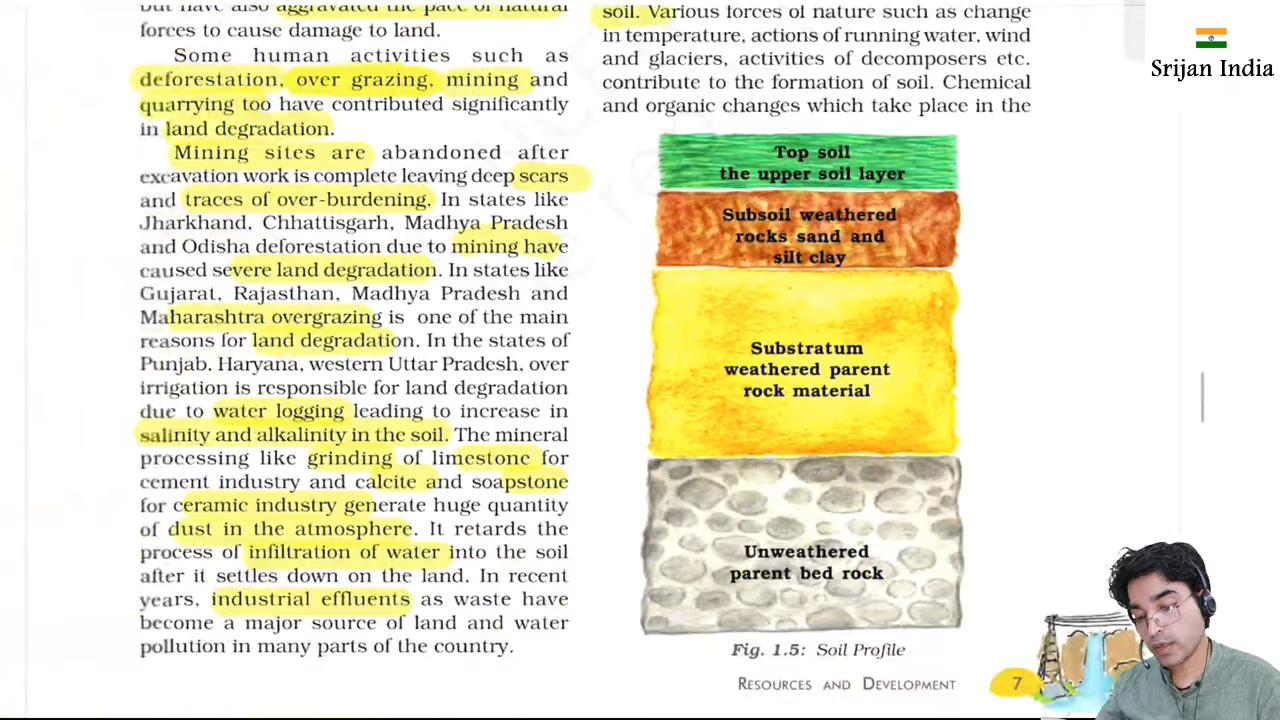 but have also aggravated the pace of natural
forces to cause damage to land.
Some human activities such as
deforestation, over grazing, mining and
quarrying too have contributed significantly
in land degradation.
Mining sites are abandoned after
excavation work is complete leaving deep scars
and traces of over-burdening. In states like
Jharkhand, Chhattisgarh, Madhya Pradesh
and Odisha deforestation due to mining have
caused severe land degradation. In states like
Gujarat, Rajasthan, Madhya Pradesh and
Maharashtra overgrazing is one of the main
reasons for land degradation. In the states of
Punjab, Haryana, western Uttar Pradesh, over
irrigation is responsible for land degradation
due to water logging leading to increase in
salinity and alkalinity in the soil. The mineral
processing like grinding of limestone for
cement industry and calcite and soapstone
for ceramic industry generate huge quantity
of dust in the atmosphere. It retards the
process of infiltration of water into the soil
after it settles down on the land. In recent
years, industrial effluents as waste have
become a major source of land and water
pollution in many parts of the country.
soil. Various forces of nature such as change
in temperature, actions of running water, wind
and glaciers, activities of decomposers etc.
contribute to the formation of soil. Chemical
and organic changes which take place in the
Top soil
the upper soil layer
Subsoil weathered
rocks sand and
silt clay
Substratum
weathered parent
rock material
Unweathered
parent bed rock
Fig. 1.5: Soil Profile
RESOURCES AND DEVELOPMENT
7
Srijan India